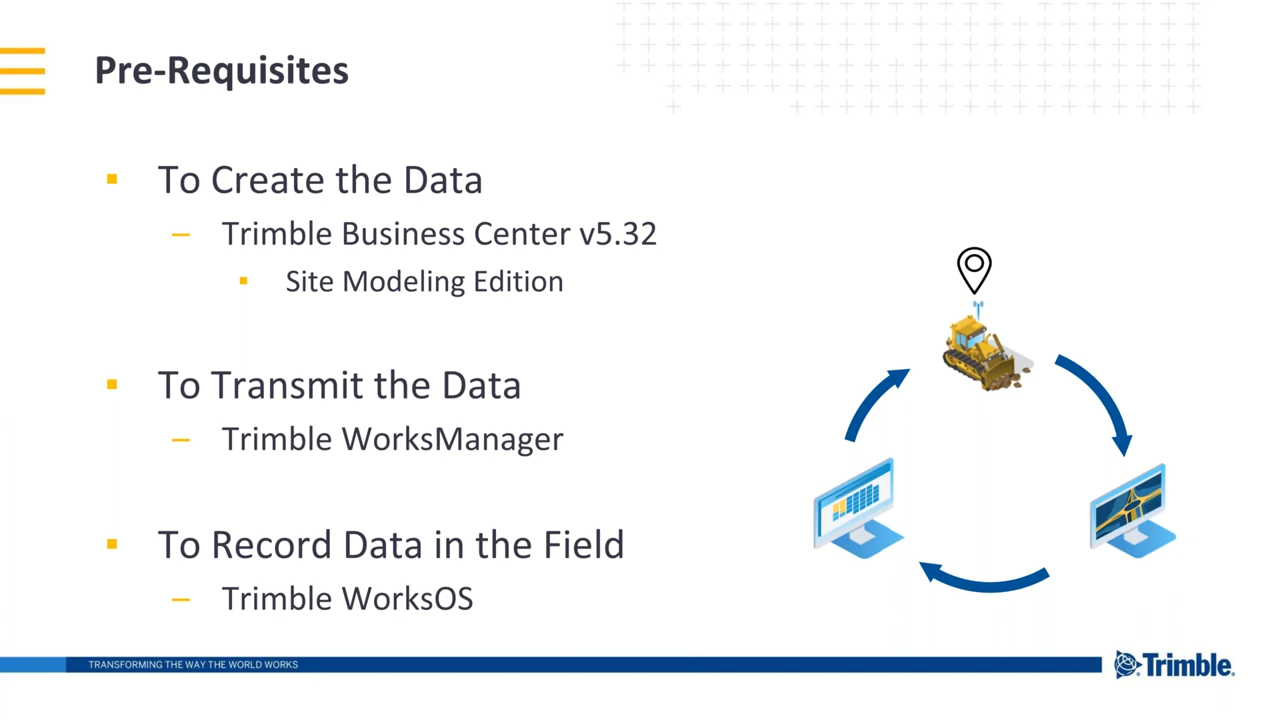 Pre-Requisites
▪ To Create the Data
– Trimble Business Center v5.32
▪ Site Modeling Edition
▪ To Transmit the Data
– Trimble WorksManager
▪ To Record Data in the Field
– Trimble WorksOS
TRANSFORMING THE WAY THE WORLD WORKS
Trimble.